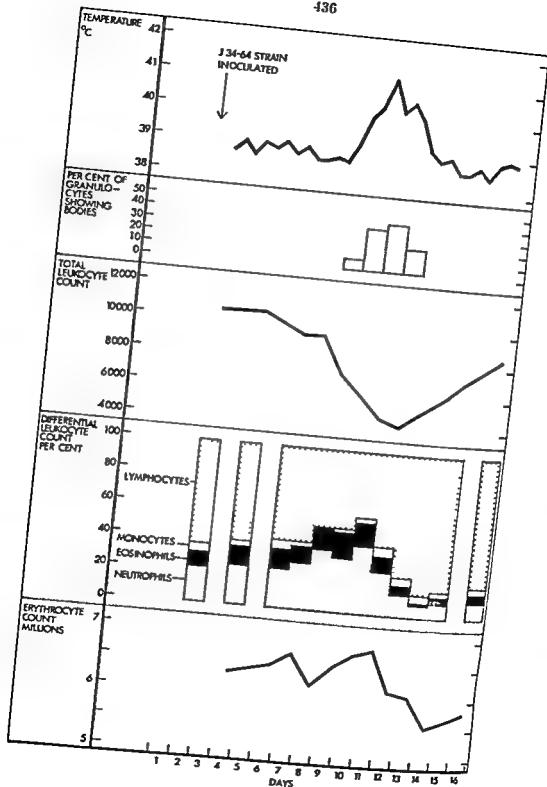 436
TEMPERATURE
°C
42
41
40
39
38
J 34-64 STRAIN
INOCULATED
PER CENT OF
GRANULO-
CYTES
SHOWING
BODIES
50
40
30
20
10
0
TOTAL
LEUKOCYTE
COUNT
12000
10000
8000
6000
4000
DIFFERENTIAL
LEUKOCYTE
COUNT
PER CENT
100
80
60
40
20
0
LYMPHOCYTES
MONOCYTES
EOSINOPHILS
NEUTROPHILS
ERYTHROCYTE
COUNT
MILLIONS
7
6
5
1 2 3 4 5 6 7 8 9 10 11 12 13 14 15 16
DAYS